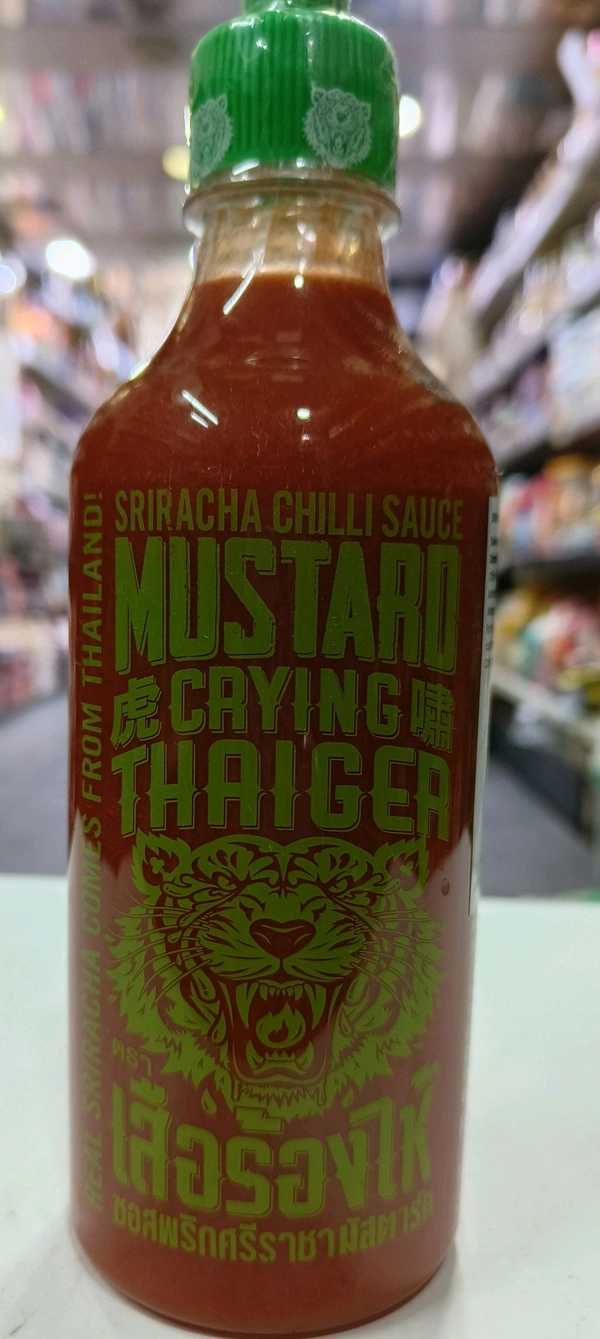 SRIRACHA CHILLI SAUCE
MUSTARD
虎 CRYING 嘯
THAIGER
ตรา
เสือร้องไห้
ซอสพริกศรีราชามัสตาร์ด
REAL SRIRACHA COMES FROM THAILAND!